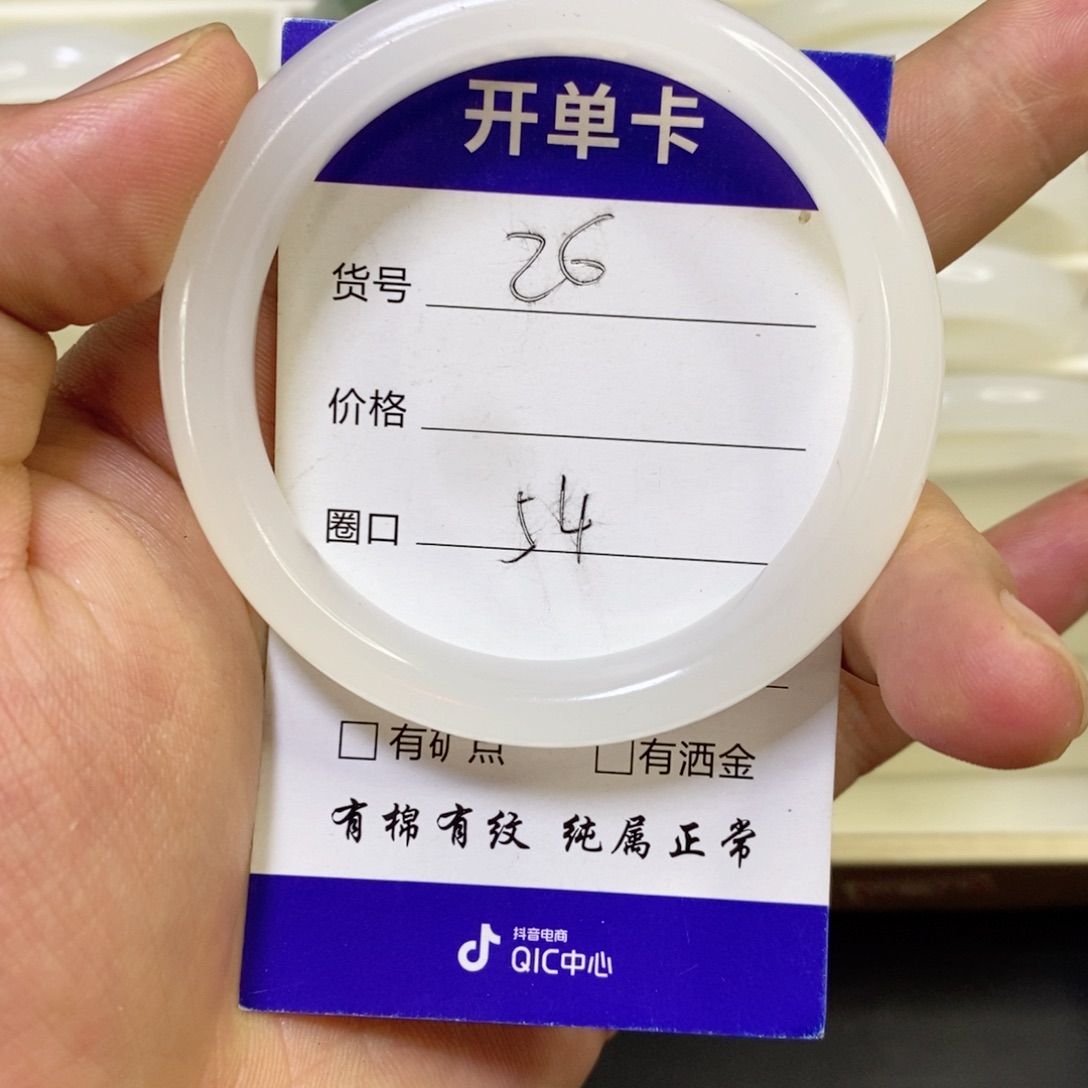 开单卡
货号 26
价格
圈口 54
有矿点 有洒金
有棉有纹 纯属正常
抖音电商
QIC中心